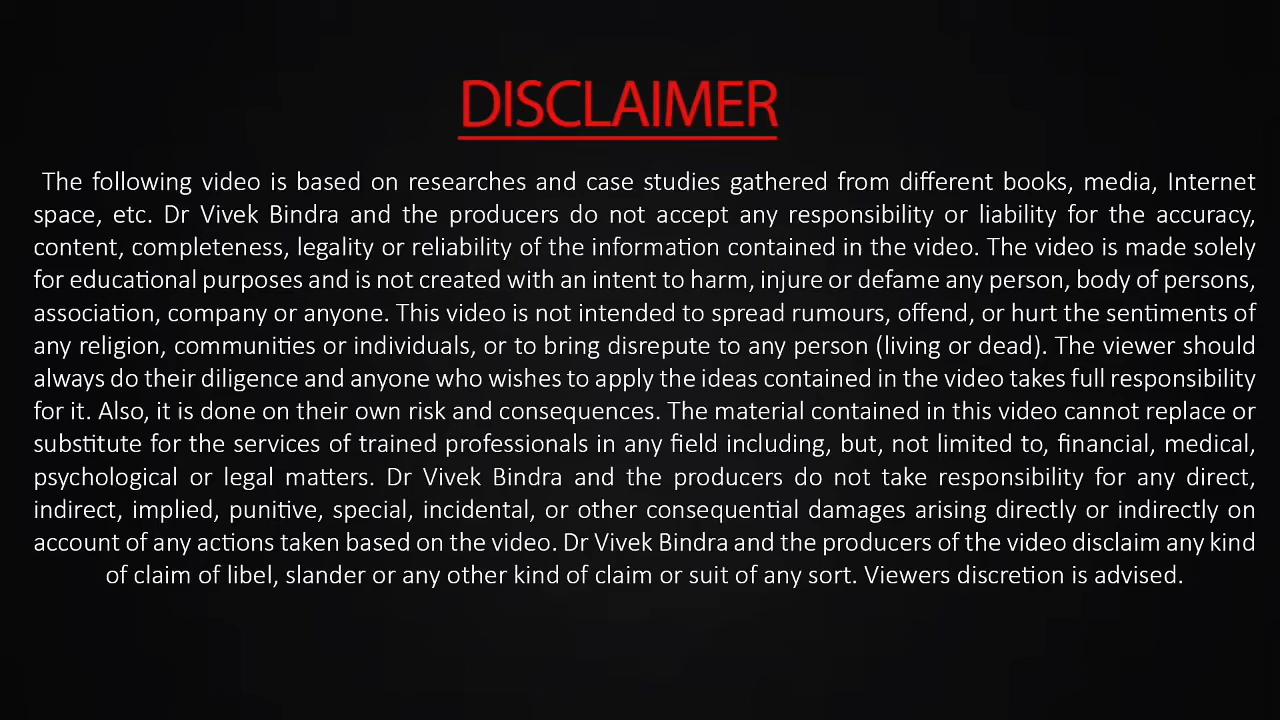 DISCLAIMER
The following video is based on researches and case studies gathered from different books, media, Internet
space, etc. Dr Vivek Bindra and the producers do not accept any responsibility or liability for the accuracy,
content, completeness, legality or reliability of the information contained in the video. The video is made solely
for educational purposes and is not created with an intent to harm, injure or defame any person, body of persons,
association, company or anyone. This video is not intended to spread rumours, offend, or hurt the sentiments of
any religion, communities or individuals, or to bring disrepute to any person (living or dead). The viewer should
always do their diligence and anyone who wishes to apply the ideas contained in the video takes full responsibility
for it. Also, it is done on their own risk and consequences. The material contained in this video cannot replace or
substitute for the services of trained professionals in any field including, but, not limited to, financial, medical,
psychological or legal matters. Dr Vivek Bindra and the producers do not take responsibility for any direct,
indirect, implied, punitive, special, incidental, or other consequential damages arising directly or indirectly on
account of any actions taken based on the video. Dr Vivek Bindra and the producers of the video disclaim any kind
of claim of libel, slander or any other kind of claim or suit of any sort. Viewers discretion is advised.